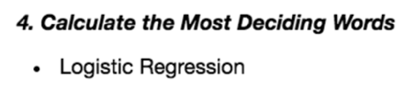 4. Calculate the Most Deciding Words
• Logistic Regression